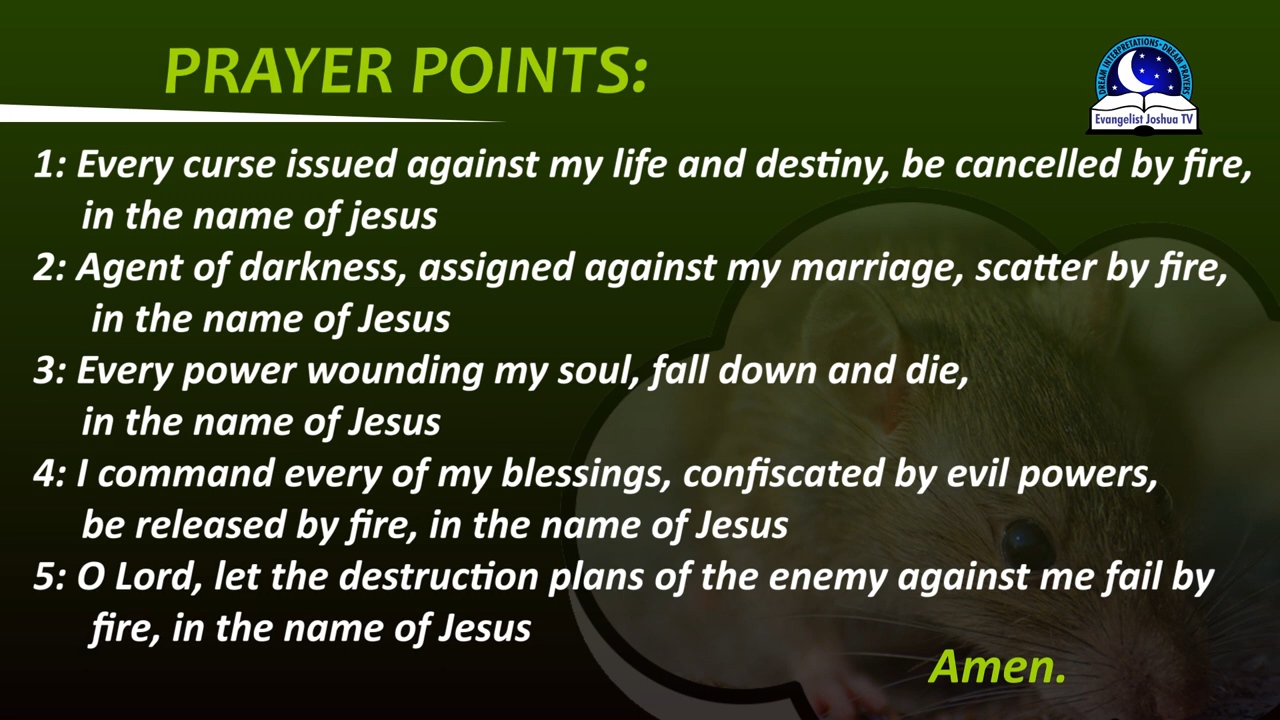 PRAYER POINTS:
DREAM INTERPRETATIONS • DREAM PRAYERS
Evangelist Joshua TV
1: Every curse issued against my life and destiny, be cancelled by fire,
in the name of jesus
2: Agent of darkness, assigned against my marriage, scatter by fire,
in the name of Jesus
3: Every power wounding my soul, fall down and die,
in the name of Jesus
4: I command every of my blessings, confiscated by evil powers,
be released by fire, in the name of Jesus
5: O Lord, let the destruction plans of the enemy against me fail by
fire, in the name of Jesus
Amen.